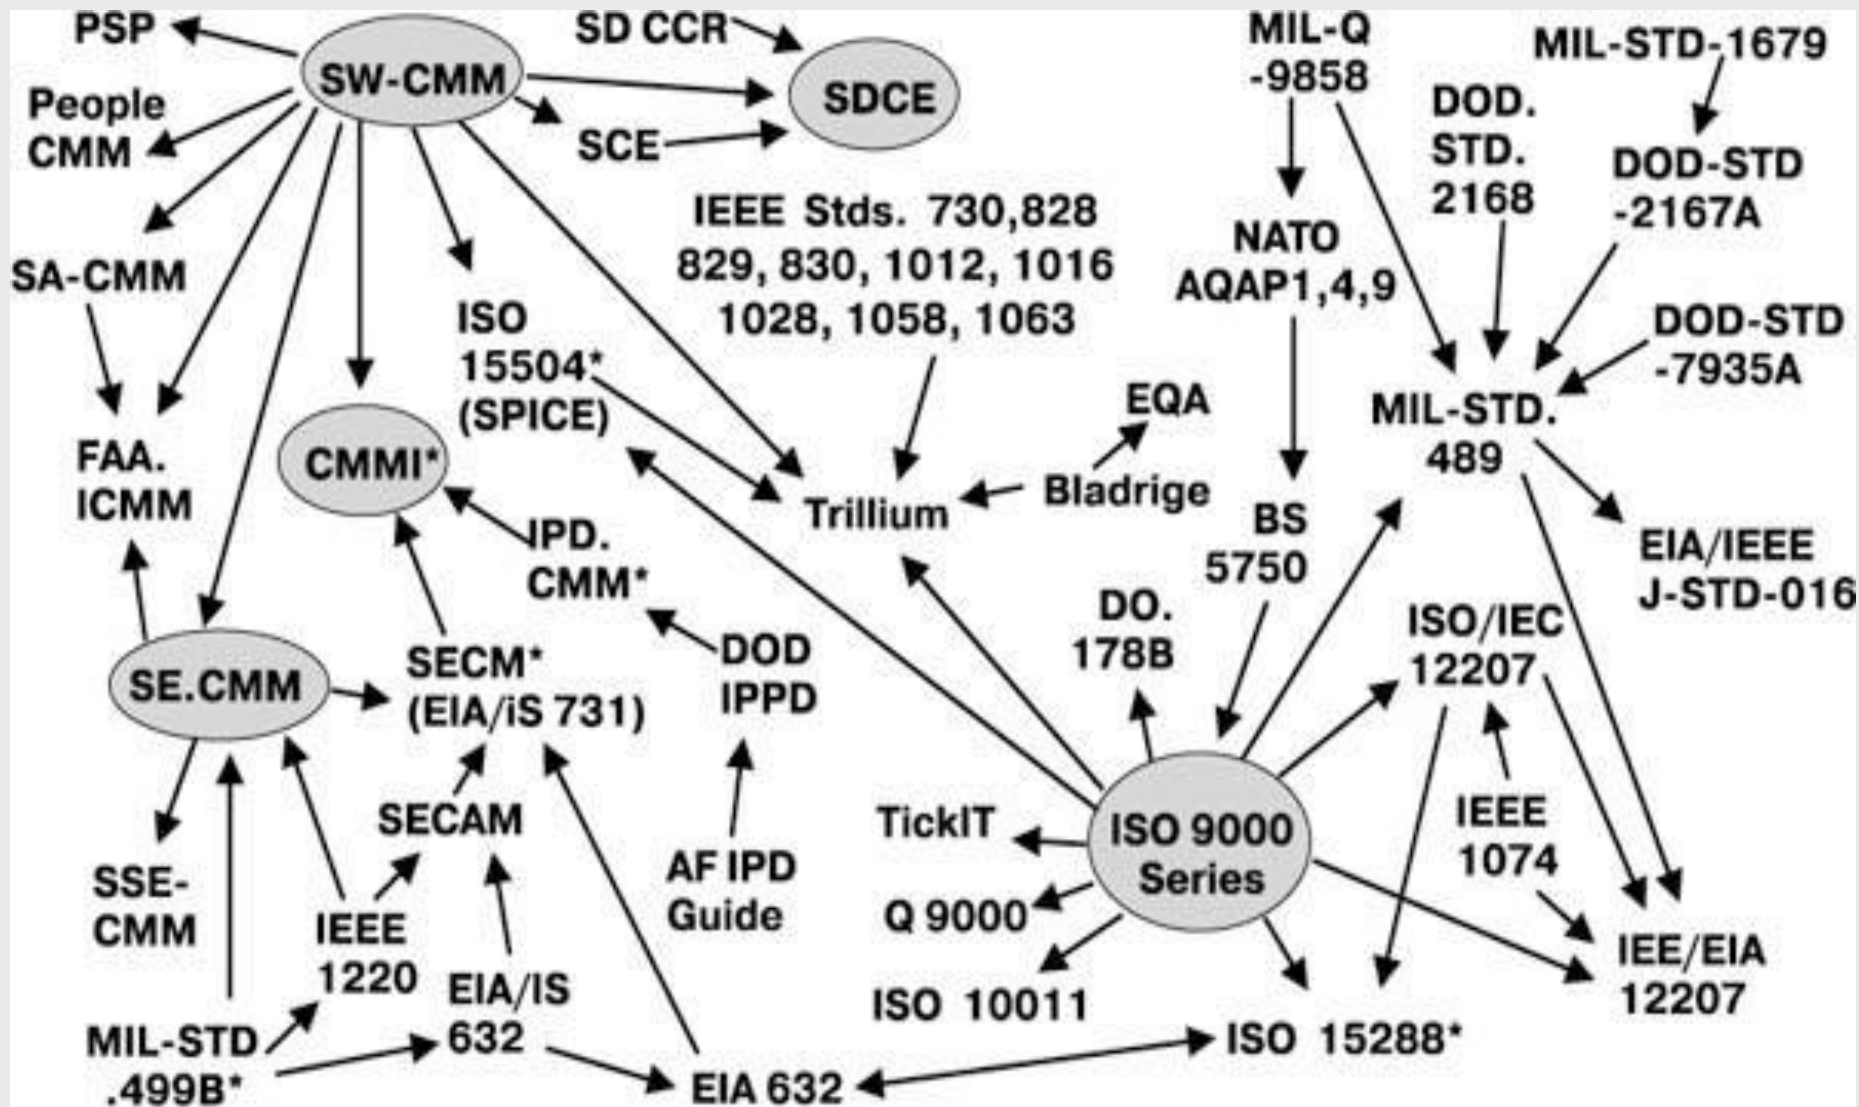 PSP
SW-CMM
SD CCR
SDCE
SCE
People
CMM
SA-CMM
ISO
15504*
(SPICE)
IEEE Stds. 730,828
829, 830, 1012, 1016
1028, 1058, 1063
MIL-Q
-9858
MIL-STD-1679
DOD.
STD.
2168
DOD-STD
-2167A
NATO
AQAP1,4,9
DOD-STD
-7935A
MIL-STD.
489
EQA
Bladrige
Trillium
FAA.
ICMM
CMMI*
IPD.
CMM*
BS
5750
EIA/IEEE
J-STD-016
DO.
178B
ISO/IEC
12207
SE.CMM
SECM*
(EIA/iS 731)
DOD
IPPD
SECAM
TickIT
ISO 9000
Series
IEEE
1074
SSE-
CMM
IEEE
1220
AF IPD
Guide
Q 9000
ISO 10011
IEE/EIA
12207
MIL-STD
.499B*
EIA/IS
632
EIA 632
ISO 15288*